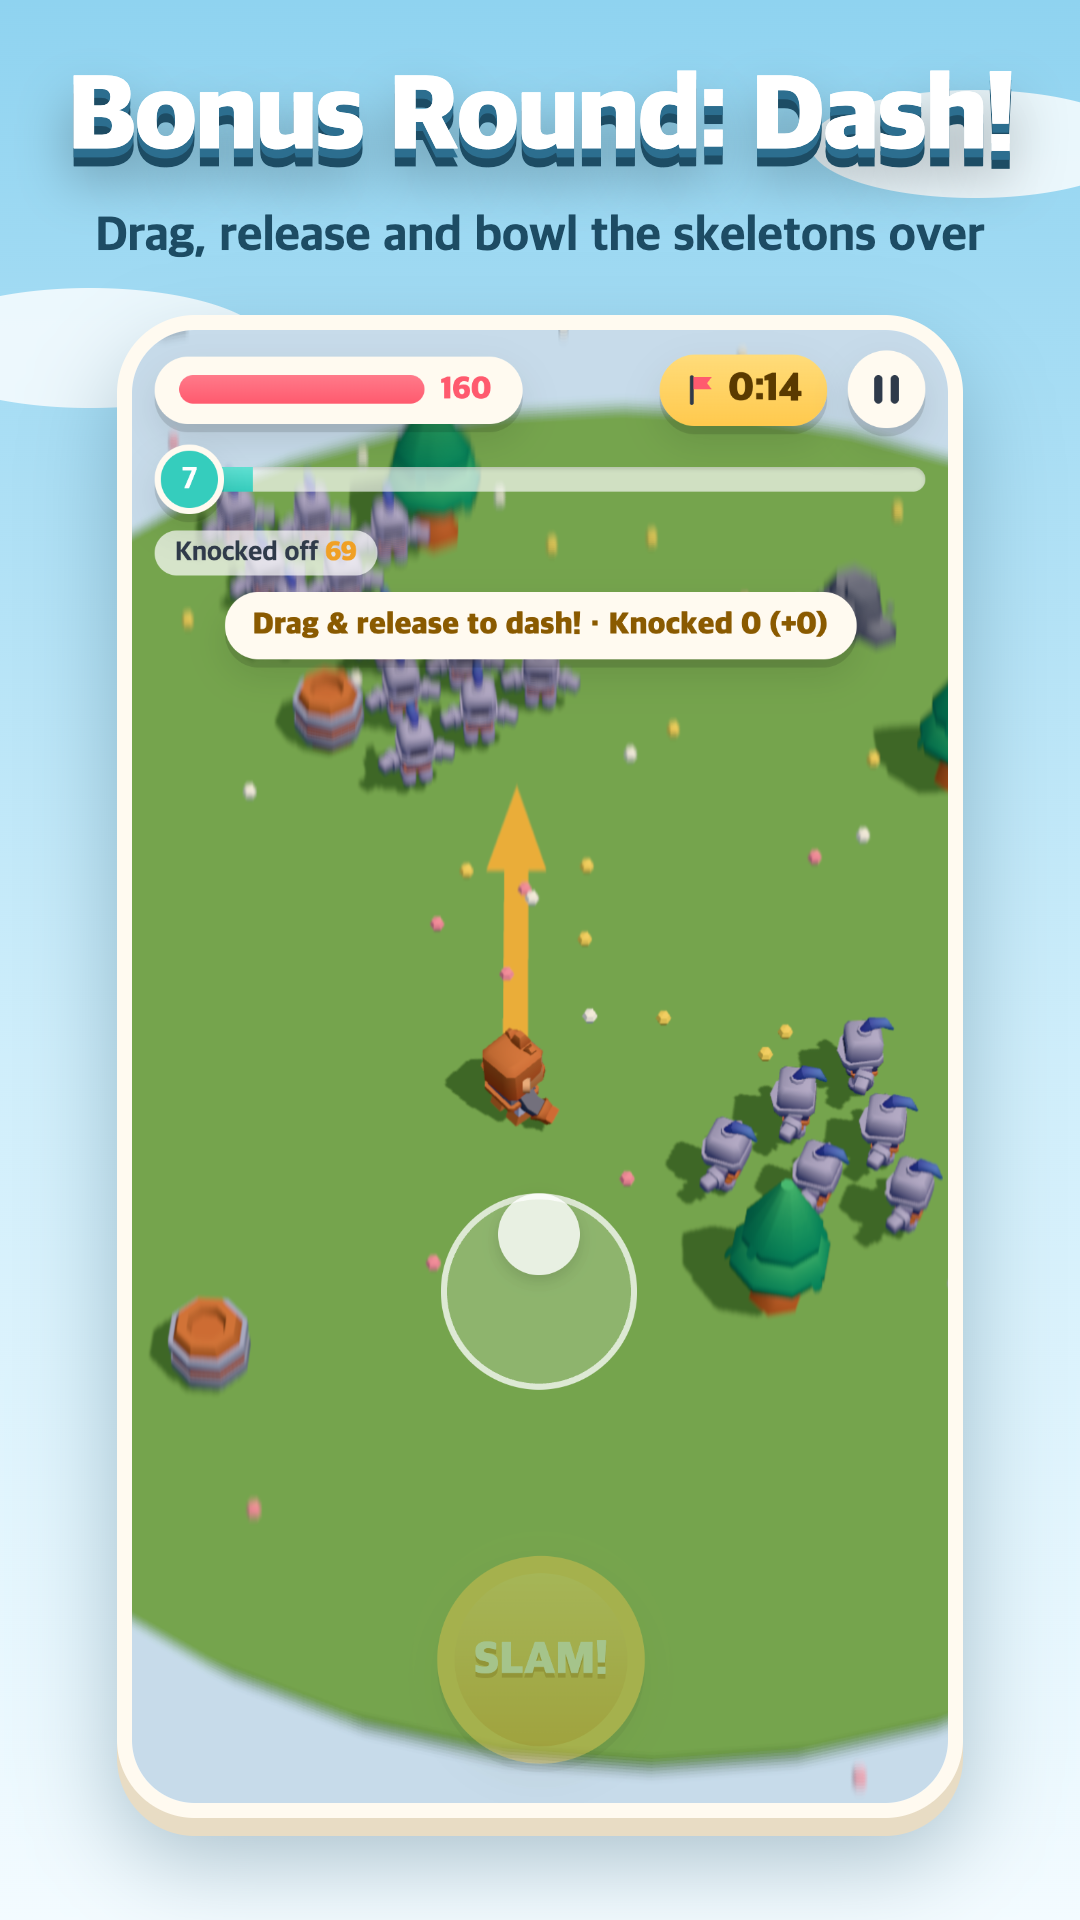 Bonus Round: Dash!
Drag, release and bowl the skeletons over
160
0:14
7
Knocked off 69
Drag & release to dash! · Knocked 0 (+0)
SLAM!